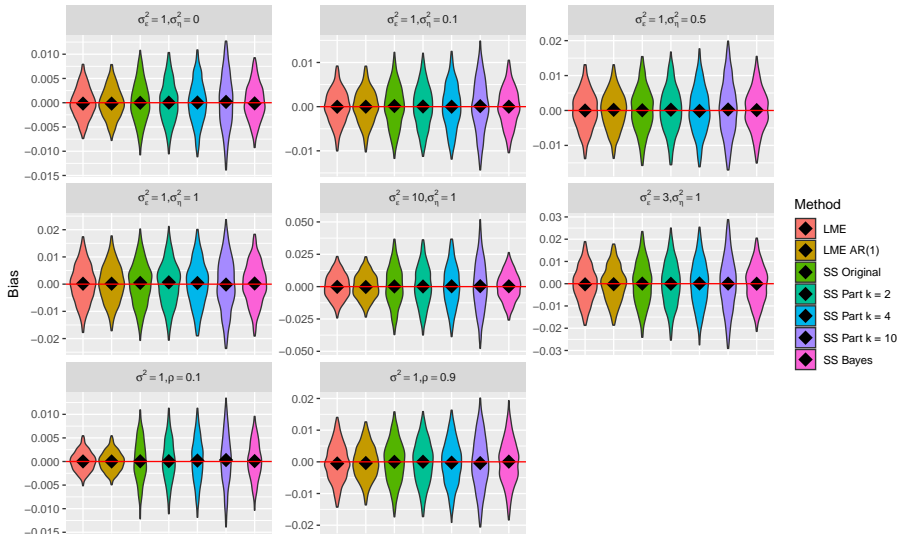 σ²ε = 1,σ²η = 0
σ²ε = 1,σ²η = 0.1
σ²ε = 1,σ²η = 0.5
0.010
0.005
0.000
−0.005
−0.010
−0.015
0.01
0.00
−0.01
0.02
0.01
0.00
−0.01
σ²ε = 1,σ²η = 1
σ²ε = 10,σ²η = 1
σ²ε = 3,σ²η = 1
Bias
0.02
0.01
0.00
−0.01
−0.02
0.050
0.025
0.000
−0.025
−0.050
0.03
0.02
0.01
0.00
−0.01
−0.02
−0.03
σ² = 1,ρ = 0.1
σ² = 1,ρ = 0.9
0.010
0.005
0.000
−0.005
−0.010
−0.015
0.02
0.01
0.00
−0.01
−0.02
Method
LME
LME AR(1)
SS Original
SS Part k = 2
SS Part k = 4
SS Part k = 10
SS Bayes